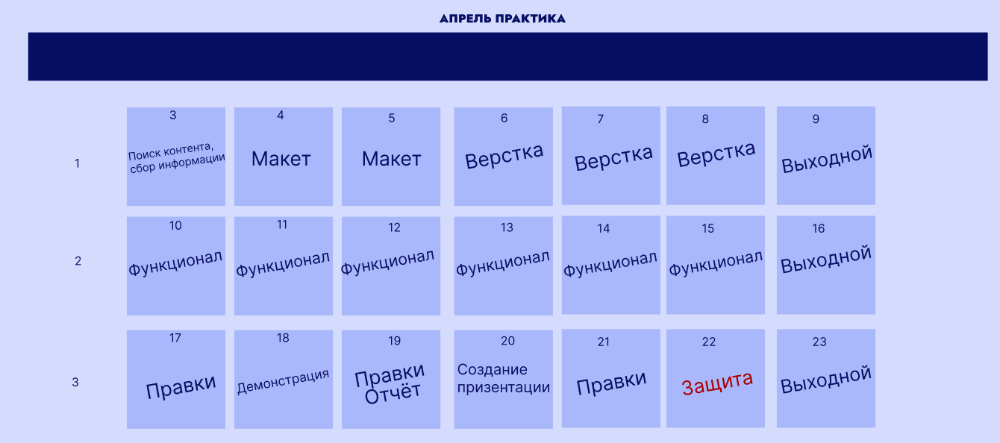 АПРЕЛЬ ПРАКТИКА
3 4 5 6 7 8 9
1
Поиск контента,
сбор информации
Макет
Макет
Верстка
Верстка
Верстка
Выходной
10 11 12 13 14 15 16
2
Функционал
Функционал
Функционал
Функционал
Функционал
Функционал
Выходной
17 18 19 20 21 22 23
3
Правки
Демонстрация
Правки
Отчёт
Создание
призентации
Правки
Защита
Выходной